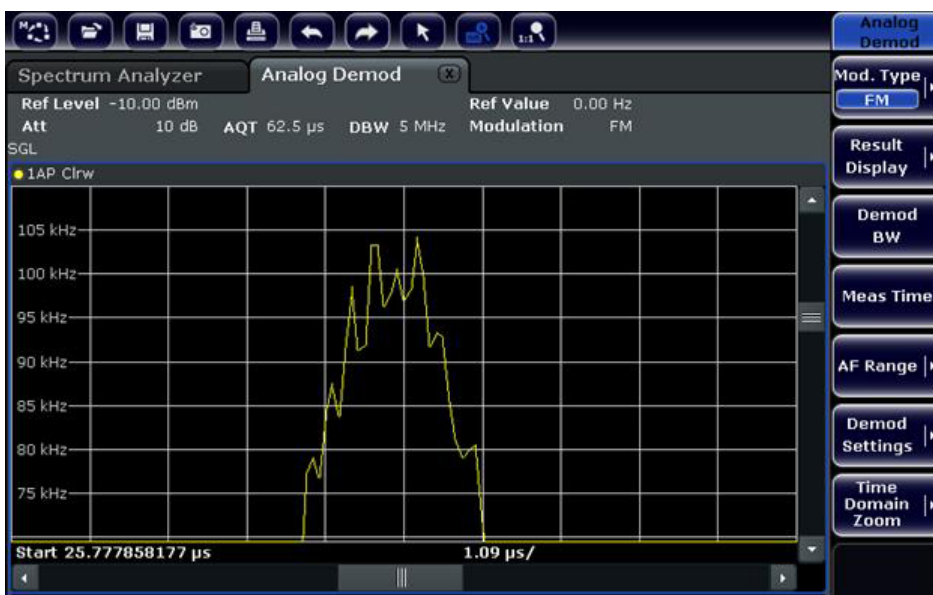 1:1
Analog
Demod
Spectrum Analyzer
Analog Demod
X
Ref Level -10.00 dBm
Ref Value 0.00 Hz
Att 10 dB AQT 62.5 µs DBW 5 MHz Modulation FM
SGL
1AP Clrw
105 kHz
100 kHz
95 kHz
90 kHz
85 kHz
80 kHz
75 kHz
Start 25.777858177 µs
1.09 µs/
Mod. Type
FM
Result
Display
Demod
BW
Meas Time
AF Range
Demod
Settings
Time
Domain
Zoom